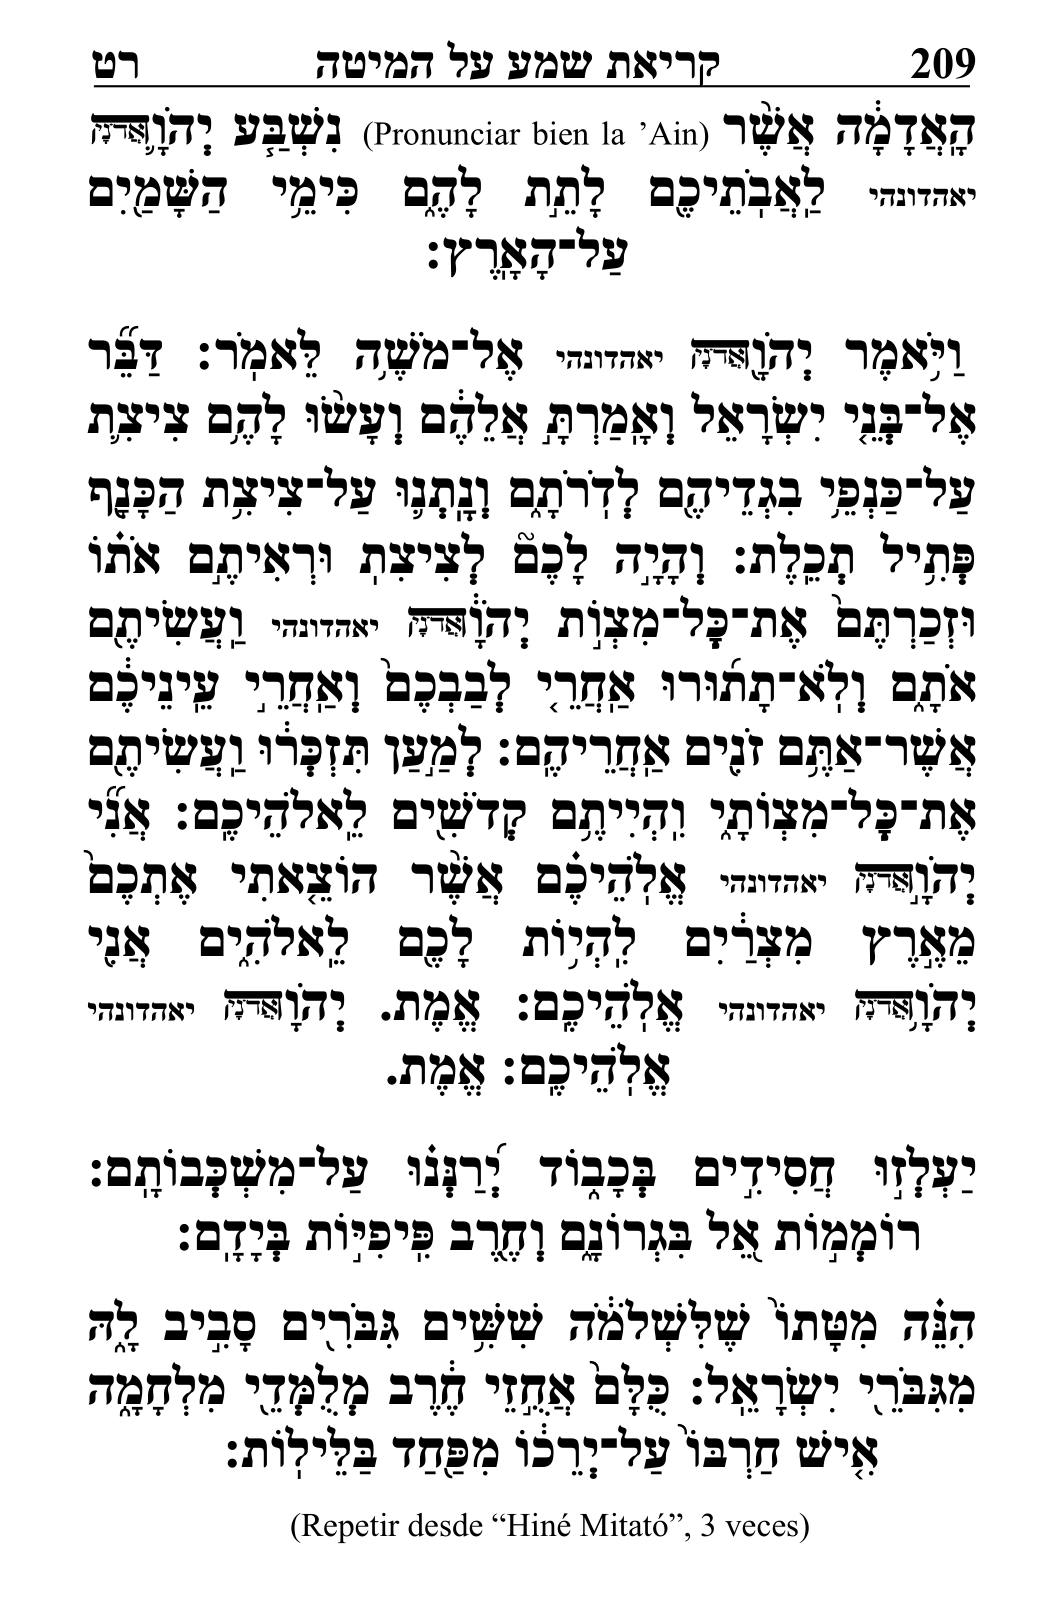 209 קריאת שמע על המיטה רט
הָֽאֲדָמָ֗ה אֲשֶׁ֨ר (Pronunciar bien la ’Ain) נִשְׁבַּ֧ע יְהֹוָ֛אֲדֹנָי֥
יאהדונהי לַֽאֲבֹֽתֵיכֶ֖ם לָתֵ֣ת לָהֶ֑ם כִּימֵ֥י הַשָּׁמַ֖יִם
עַל־הָאָֽרֶץ׃
וַיֹּ֥אמֶר יְהֹוָ֖אֲדֹנָי יאהדונהי אֶל־מֹשֶׁ֥ה לֵּאמֹֽר׃ דַּבֵּ֞ר
אֶל־בְּנֵ֤י יִשְׂרָאֵל֙ וְאָֽמַרְתָּ֣ אֲלֵהֶ֔ם וְעָשׂ֨וּ לָהֶ֥ם צִיצִ֛ת
עַל־כַּנְפֵ֥י בִגְדֵיהֶ֖ם לְדֹֽרֹתָ֑ם וְנָֽתְנ֛וּ עַל־צִיצִ֥ת הַכָּנָ֖ף
פְּתִ֥יל תְּכֵֽלֶת׃ וְהָיָ֣ה לָכֶם֮ לְצִיצִת֒ וּרְאִיתֶ֣ם אֹת֗וֹ
וּזְכַרְתֶּם֙ אֶת־כׇּל־מִצְוֺ֣ת יְהֹוָ֔אֲדֹנָי יאהדונהי וַֽעֲשִׂיתֶ֖ם
אֹתָ֑ם וְלֹֽא־תָת֜וּרוּ אַֽחֲרֵ֤י לְבַבְכֶם֙ וְאַֽחֲרֵ֣י עֵֽינֵיכֶ֔ם
אֲשֶׁר־אַתֶּ֥ם זֹנִ֖ים אַֽחֲרֵיהֶֽם׃ לְמַ֣עַן תִּזְכְּר֔וּ וַֽעֲשִׂיתֶ֖ם
אֶת־כׇּל־מִצְוֺתָ֑י וִֽהְיִיתֶ֥ם קְדֹשִׁ֖ים לֵֽאלֹהֵיכֶֽם׃ אֲנִ֞י
יְהֹוָ֣אֲדֹנָי יאהדונהי אֱלֹֽהֵיכֶ֗ם אֲשֶׁ֨ר הוֹצֵ֤אתִי אֶתְכֶם֙
מֵאֶ֣רֶץ מִצְרַ֔יִם לִֽהְי֥וֹת לָכֶ֖ם לֵֽאלֹהִ֑ים אֲנִ֖י
יְהֹוָ֥אֲדֹנָי יאהדונהי אֱלֹֽהֵיכֶֽם׃ אֱמֶת. יְהֹוָאֲדֹנָי יאהדונהי
אֱלֹֽהֵיכֶֽם׃ אֱמֶת.
יַעְלְז֣וּ חֲסִידִ֣ים בְּכָב֑וֹד יְ֝רַנְּנ֗וּ עַל־מִשְׁכְּבוֹתָֽם׃
רוֹמְמ֣וֹת אֵ֭ל בִּגְרוֹנָ֑ם וְחֶ֖רֶב פִּֽיפִיּ֣וֹת בְּיָדָֽם׃
הִנֵּ֗ה מִטָּתוֹ֙ שֶׁלִּשְׁלֹמֹ֔ה שִׁשִּׁ֥ים גִּבֹּרִ֖ים סָבִ֣יב לָ֑הּ
מִגִּבֹּרֵ֖י יִשְׂרָאֵֽל׃ כֻּלָּם֙ אֲחֻ֣זֵי חֶ֔רֶב מְלֻמְּדֵ֖י מִלְחָמָ֑ה
אִ֤ישׁ חַרְבּוֹ֙ עַל־יְרֵכ֔וֹ מִפַּ֖חַד בַּלֵּילֽוֹת׃
(Repetir desde “Hiné Mitató”, 3 veces)